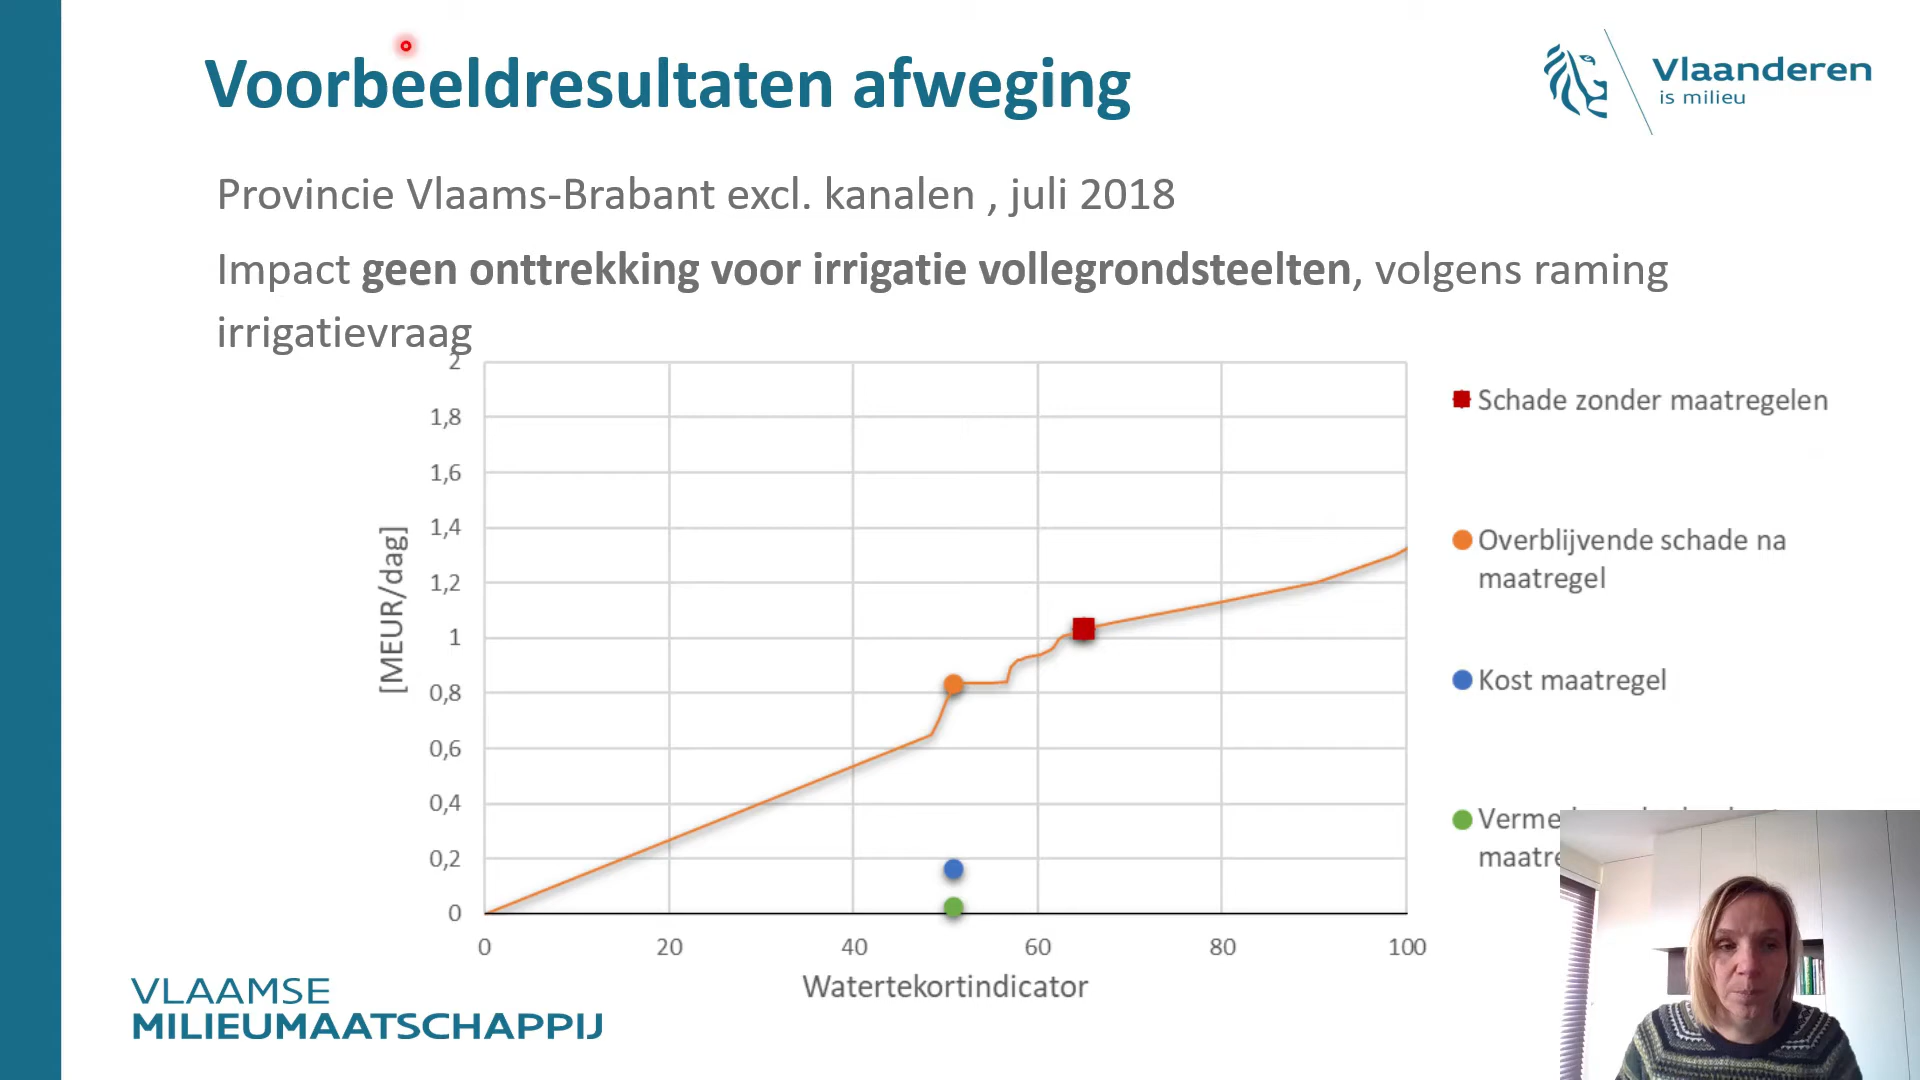 Voorbeeldresultaten afweging
Vlaanderen
is milieu
Provincie Vlaams-Brabant excl. kanalen , juli 2018
Impact geen onttrekking voor irrigatie vollegrondsteelten, volgens raming
irrigatievraag
2
1,8
1,6
1,4
1,2
1
0,8
0,6
0,4
0,2
0
[MEUR/dag]
0 20 40 60 80 100
Watertekortindicator
Schade zonder maatregelen
Overblijvende schade na
maatregel
Kost maatregel
VLAAMSE
MILIEUMAATSCHAPPIJ